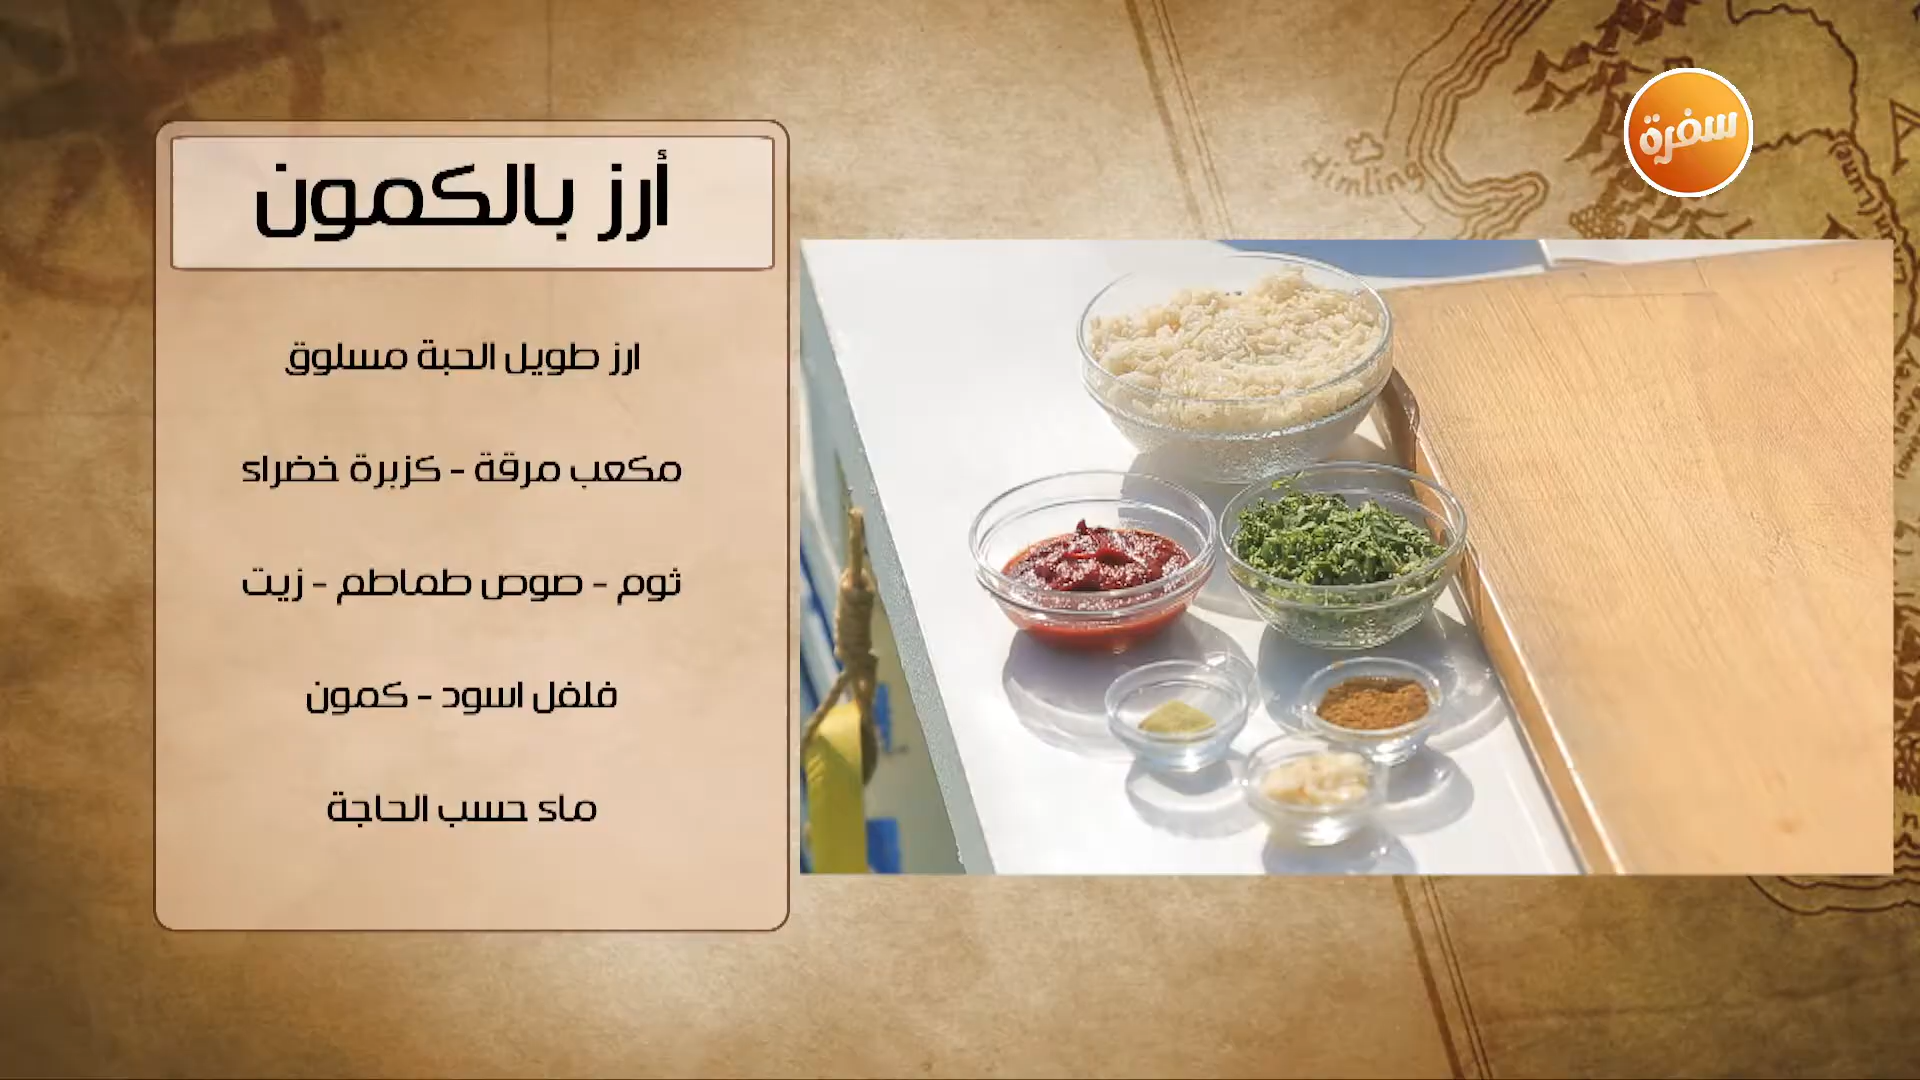 سفرة
أرز بالكمون
ارز طويل الحبة مسلوق
مكعب مرقة - كزبرة خضراء
ثوم - صوص طماطم - زيت
فلفل اسود - كمون
ماء حسب الحاجة
Himling